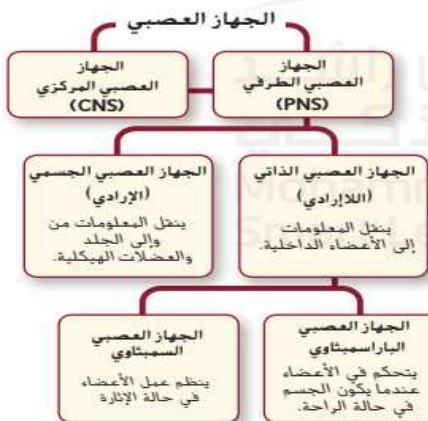 الجهاز العصبي
الجهاز
العصبي الطرفي
(PNS)
الجهاز
العصبي المركزي
(CNS)
الجهاز العصبي الذاتي
(اللاإرادي)
ينقل المعلومات
إلى الأعضاء الداخلية.
الجهاز العصبي الجسمي
(الإرادي)
ينقل المعلومات من
وإلى الجلد
والعضلات الهيكلية.
الجهاز العصبي
الباراسمبثاوي
يتحكم في الأعضاء
عندما يكون الجسم
في حالة الراحة.
الجهاز العصبي
السمبثاوي
ينظم عمل الأعضاء
في حالة الإثارة